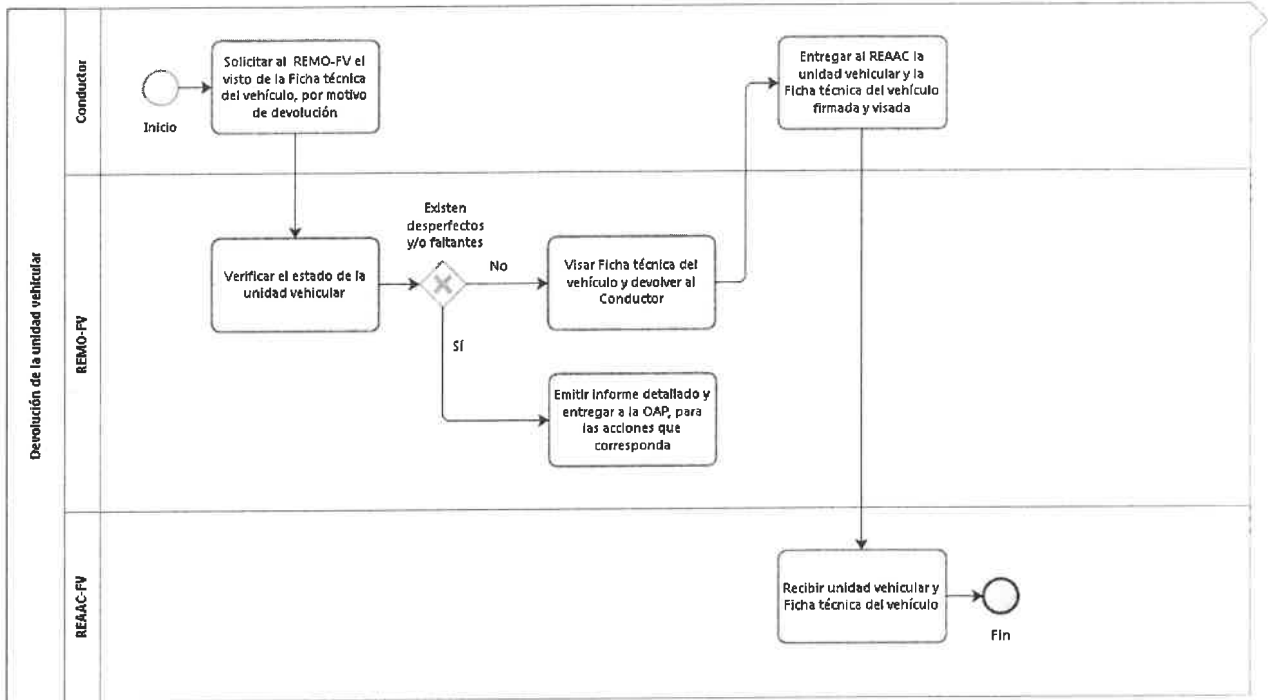 Devolución de la unidad vehicular
Conductor
Inicio
Solicitar al REMO-FV el
visto de la Ficha técnica
del vehículo, por motivo
de devolución
Entregar al REAAC la
unidad vehicular y la
Ficha técnica del vehículo
firmada y visada
REMO-FV
Verificar el estado de la
unidad vehicular
Existen
desperfectos
y/o faltantes
No
Visar Ficha técnica del
vehículo y devolver al
Conductor
SÍ
Emitir informe detallado y
entregar a la OAP, para
las acciones que
corresponda
REAAC-FV
Recibir unidad vehicular y
Ficha técnica del vehículo
Fin